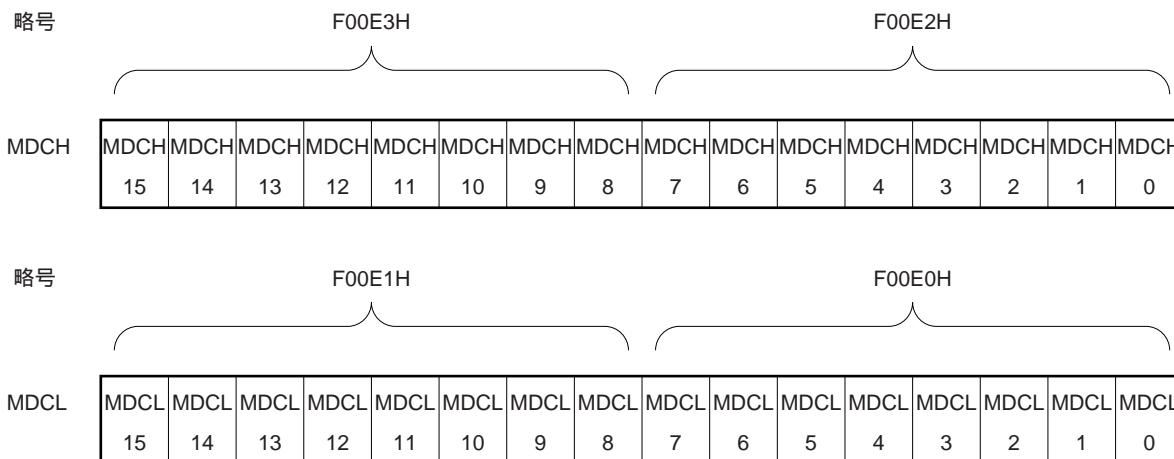 略号 F00E3H F00E2H
MDCH MDCH MDCH MDCH MDCH MDCH MDCH MDCH MDCH MDCH MDCH MDCH MDCH MDCH MDCH MDCH MDCH
15 14 13 12 11 10 9 8 7 6 5 4 3 2 1 0
略号 F00E1H F00E0H
MDCL MDCL MDCL MDCL MDCL MDCL MDCL MDCL MDCL MDCL MDCL MDCL MDCL MDCL MDCL MDCL MDCL
15 14 13 12 11 10 9 8 7 6 5 4 3 2 1 0